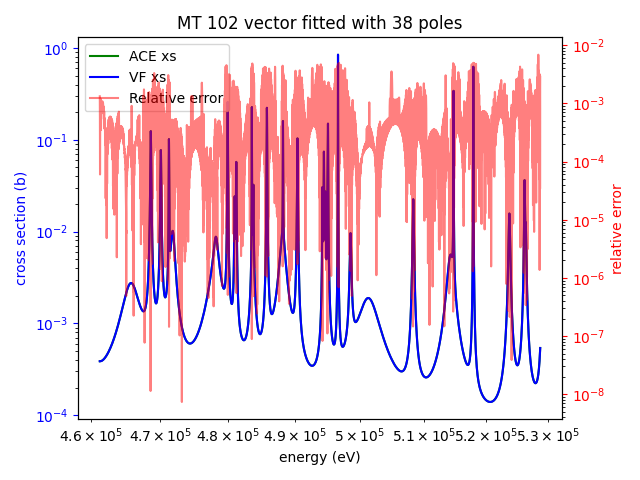 MT 102 vector fitted with 38 poles
ACE xs
VF xs
Relative error
10⁰
10⁻¹
10⁻²
10⁻³
10⁻⁴
cross section (b)
10⁻²
10⁻³
10⁻⁴
10⁻⁵
10⁻⁶
10⁻⁷
10⁻⁸
relative error
4.6 × 10⁵ 4.7 × 10⁵ 4.8 × 10⁵ 4.9 × 10⁵ 5 × 10⁵ 5.1 × 10⁵ 5.2 × 10⁵ 5.3 × 10⁵
energy (eV)